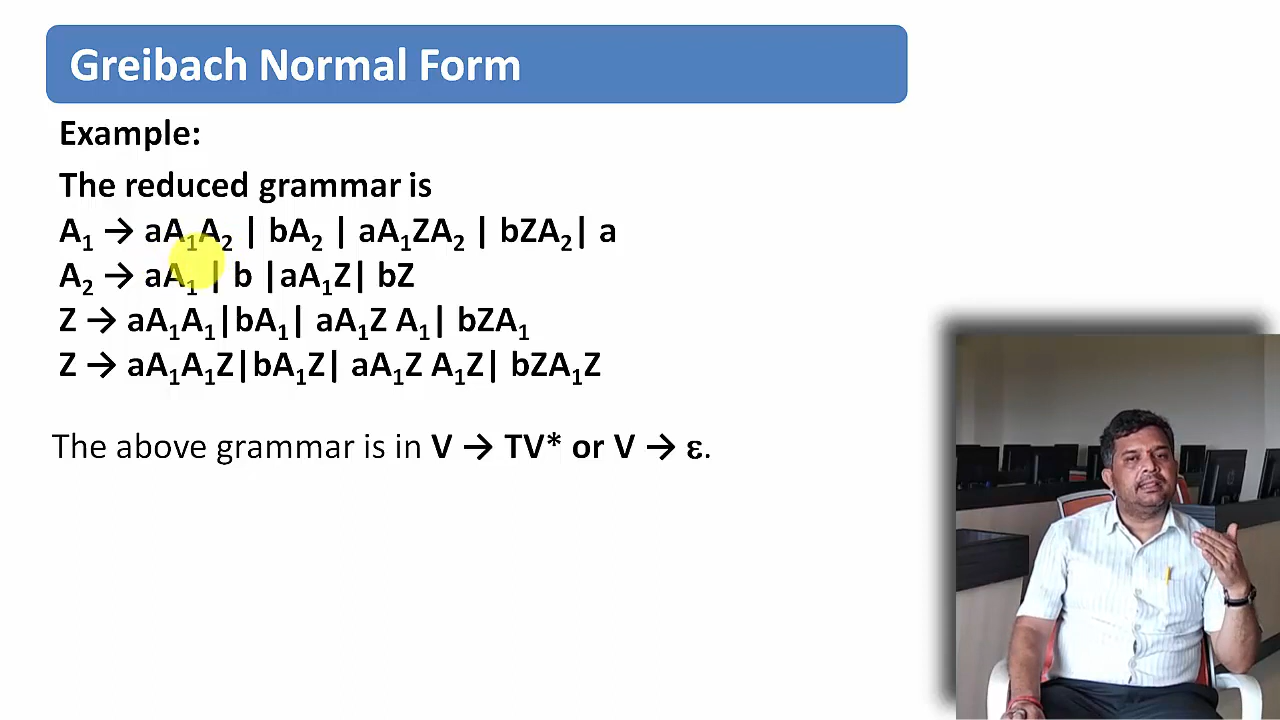 Greibach Normal Form
Example:
The reduced grammar is
A₁ → aA₁A₂ | bA₂ | aA₁ZA₂ | bZA₂| a
A₂ → aA₁ | b |aA₁Z| bZ
Z → aA₁A₁|bA₁| aA₁Z A₁| bZA₁
Z → aA₁A₁Z|bA₁Z| aA₁Z A₁Z| bZA₁Z
The above grammar is in V → TV* or V → ε.